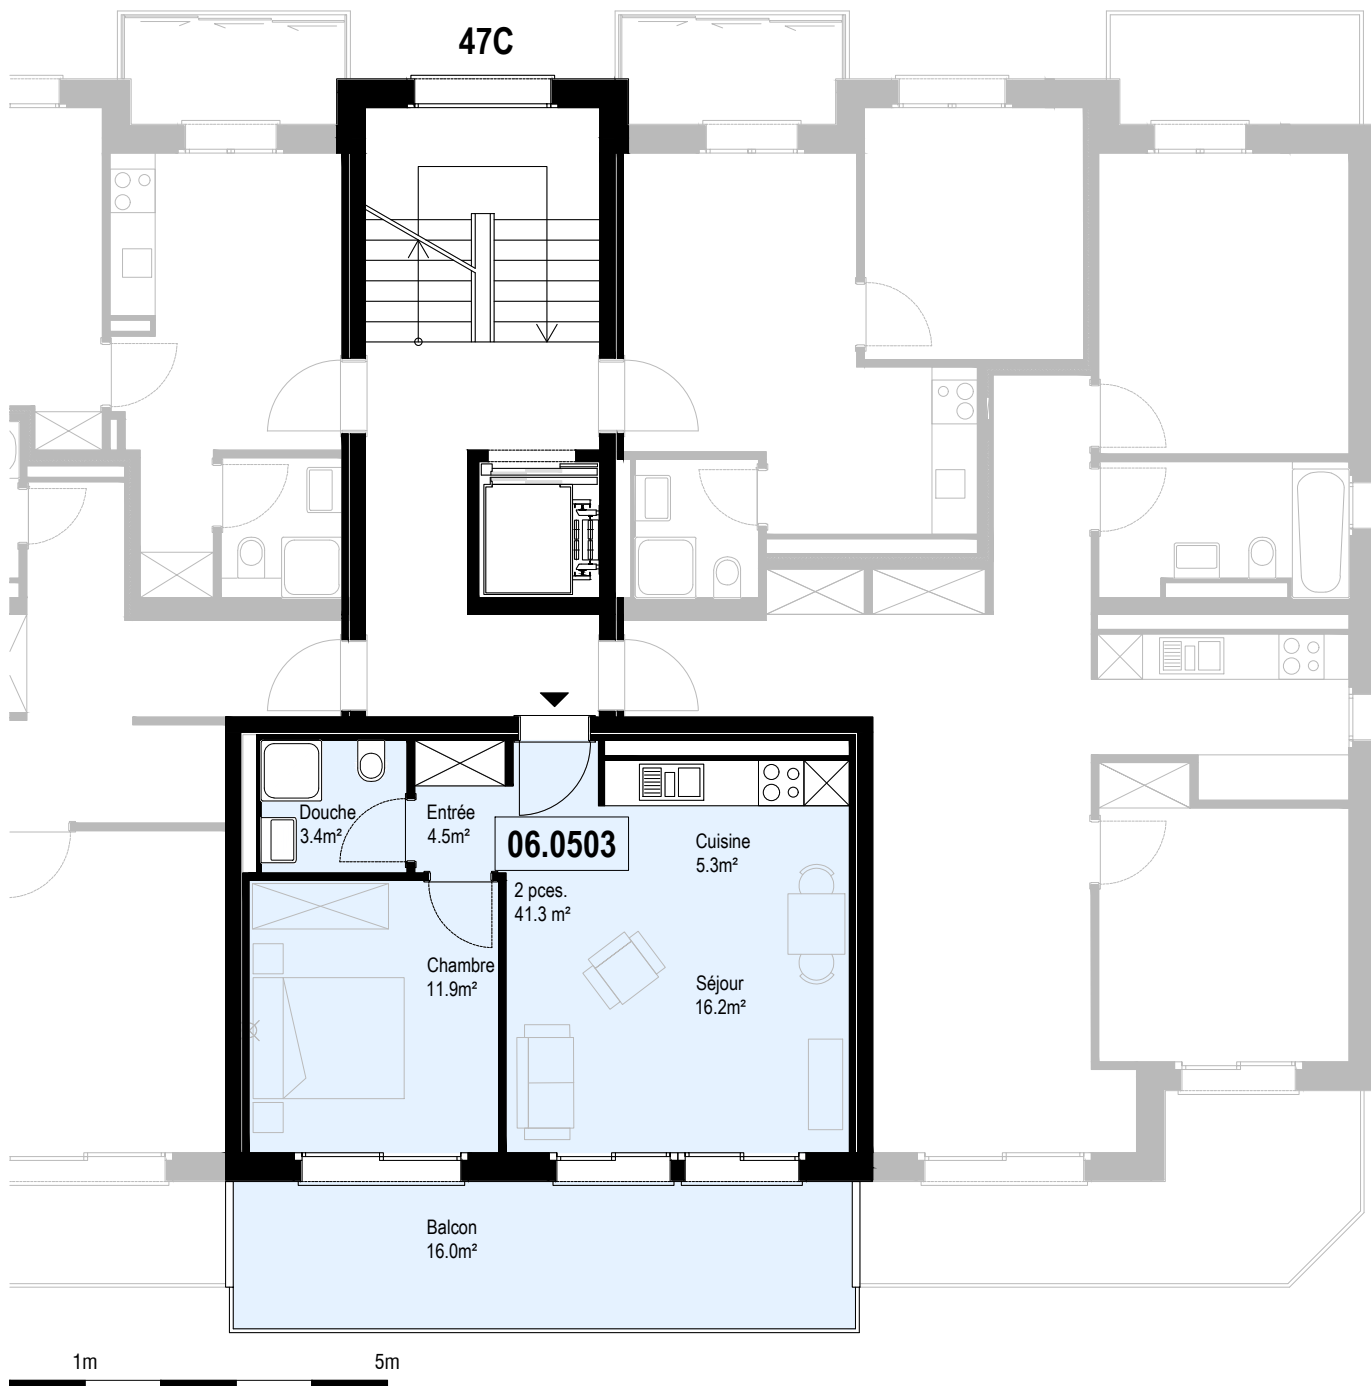 47C
Douche
3.4m²
Entrée
4.5m²
06.0503
2 pces.
41.3 m²
Cuisine
5.3m²
Chambre
11.9m²
Séjour
16.2m²
Balcon
16.0m²
1m 5m